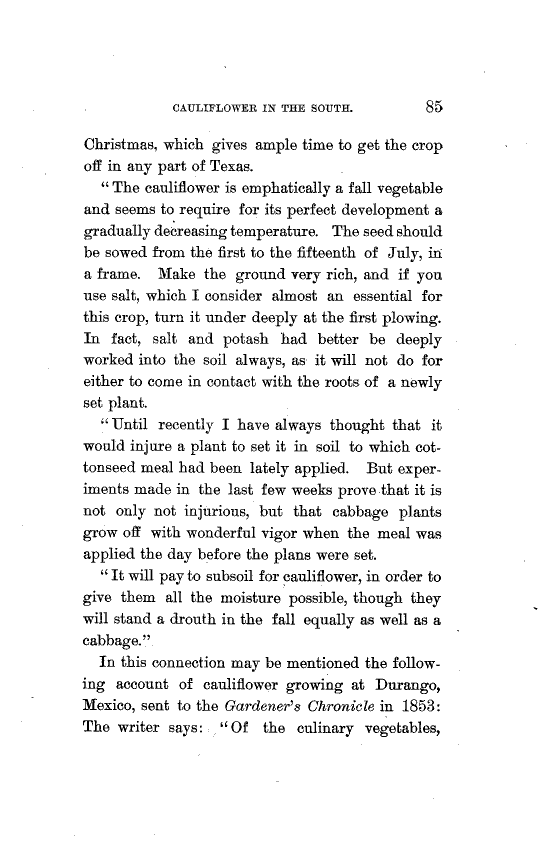 CAULIFLOWER IN THE SOUTH. 85
Christmas, which gives ample time to get the crop
off in any part of Texas.
“The cauliflower is emphatically a fall vegetable
and seems to require for its perfect development a
gradually decreasing temperature. The seed should
be sowed from the first to the fifteenth of July, in
a frame. Make the ground very rich, and if you
use salt, which I consider almost an essential for
this crop, turn it under deeply at the first plowing.
In fact, salt and potash had better be deeply
worked into the soil always, as it will not do for
either to come in contact with the roots of a newly
set plant.
“Until recently I have always thought that it
would injure a plant to set it in soil to which cot-
tonseed meal had been lately applied. But exper-
iments made in the last few weeks prove that it is
not only not injurious, but that cabbage plants
grow off with wonderful vigor when the meal was
applied the day before the plans were set.
“It will pay to subsoil for cauliflower, in order to
give them all the moisture possible, though they
will stand a drouth in the fall equally as well as a
cabbage.”
In this connection may be mentioned the follow-
ing account of cauliflower growing at Durango,
Mexico, sent to the Gardener's Chronicle in 1853:
The writer says: “Of the culinary vegetables,